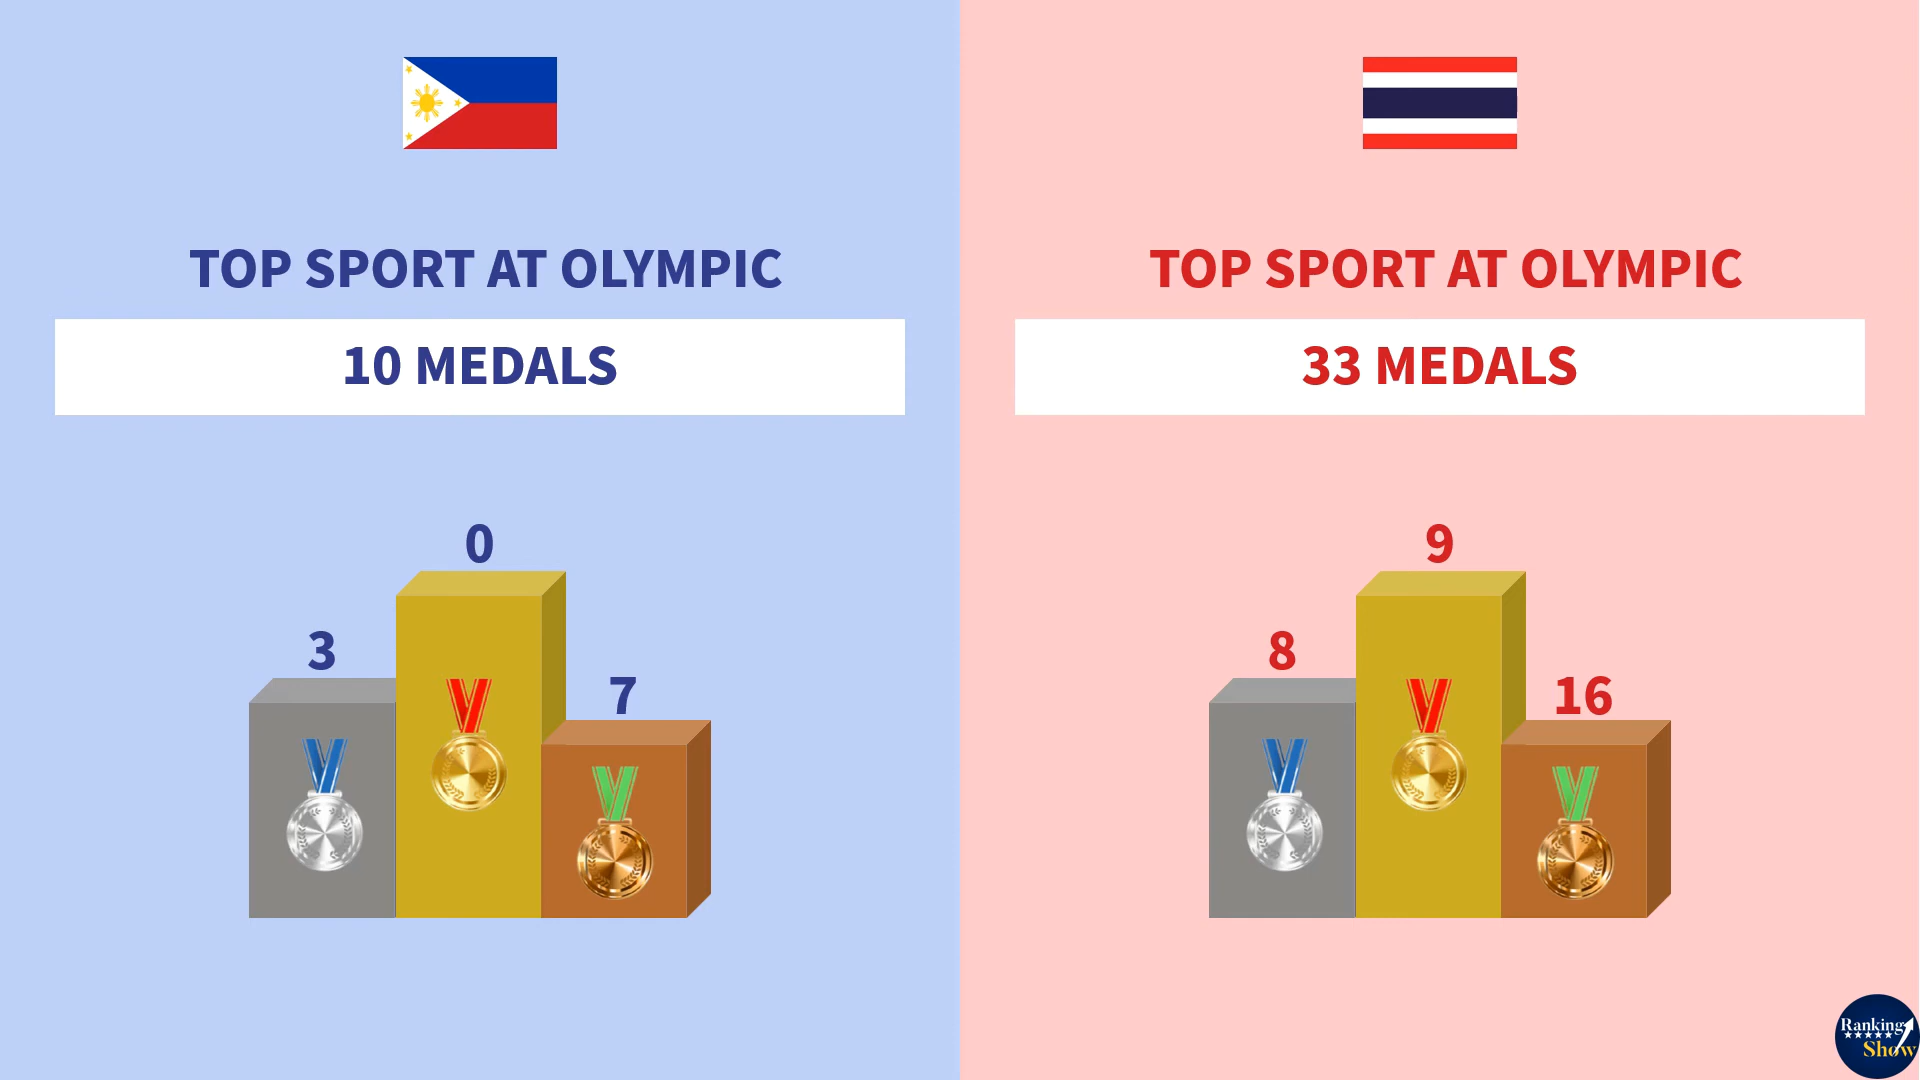 TOP SPORT AT OLYMPIC
10 MEDALS
0
3
7
TOP SPORT AT OLYMPIC
33 MEDALS
9
8
16
Ranking
Show